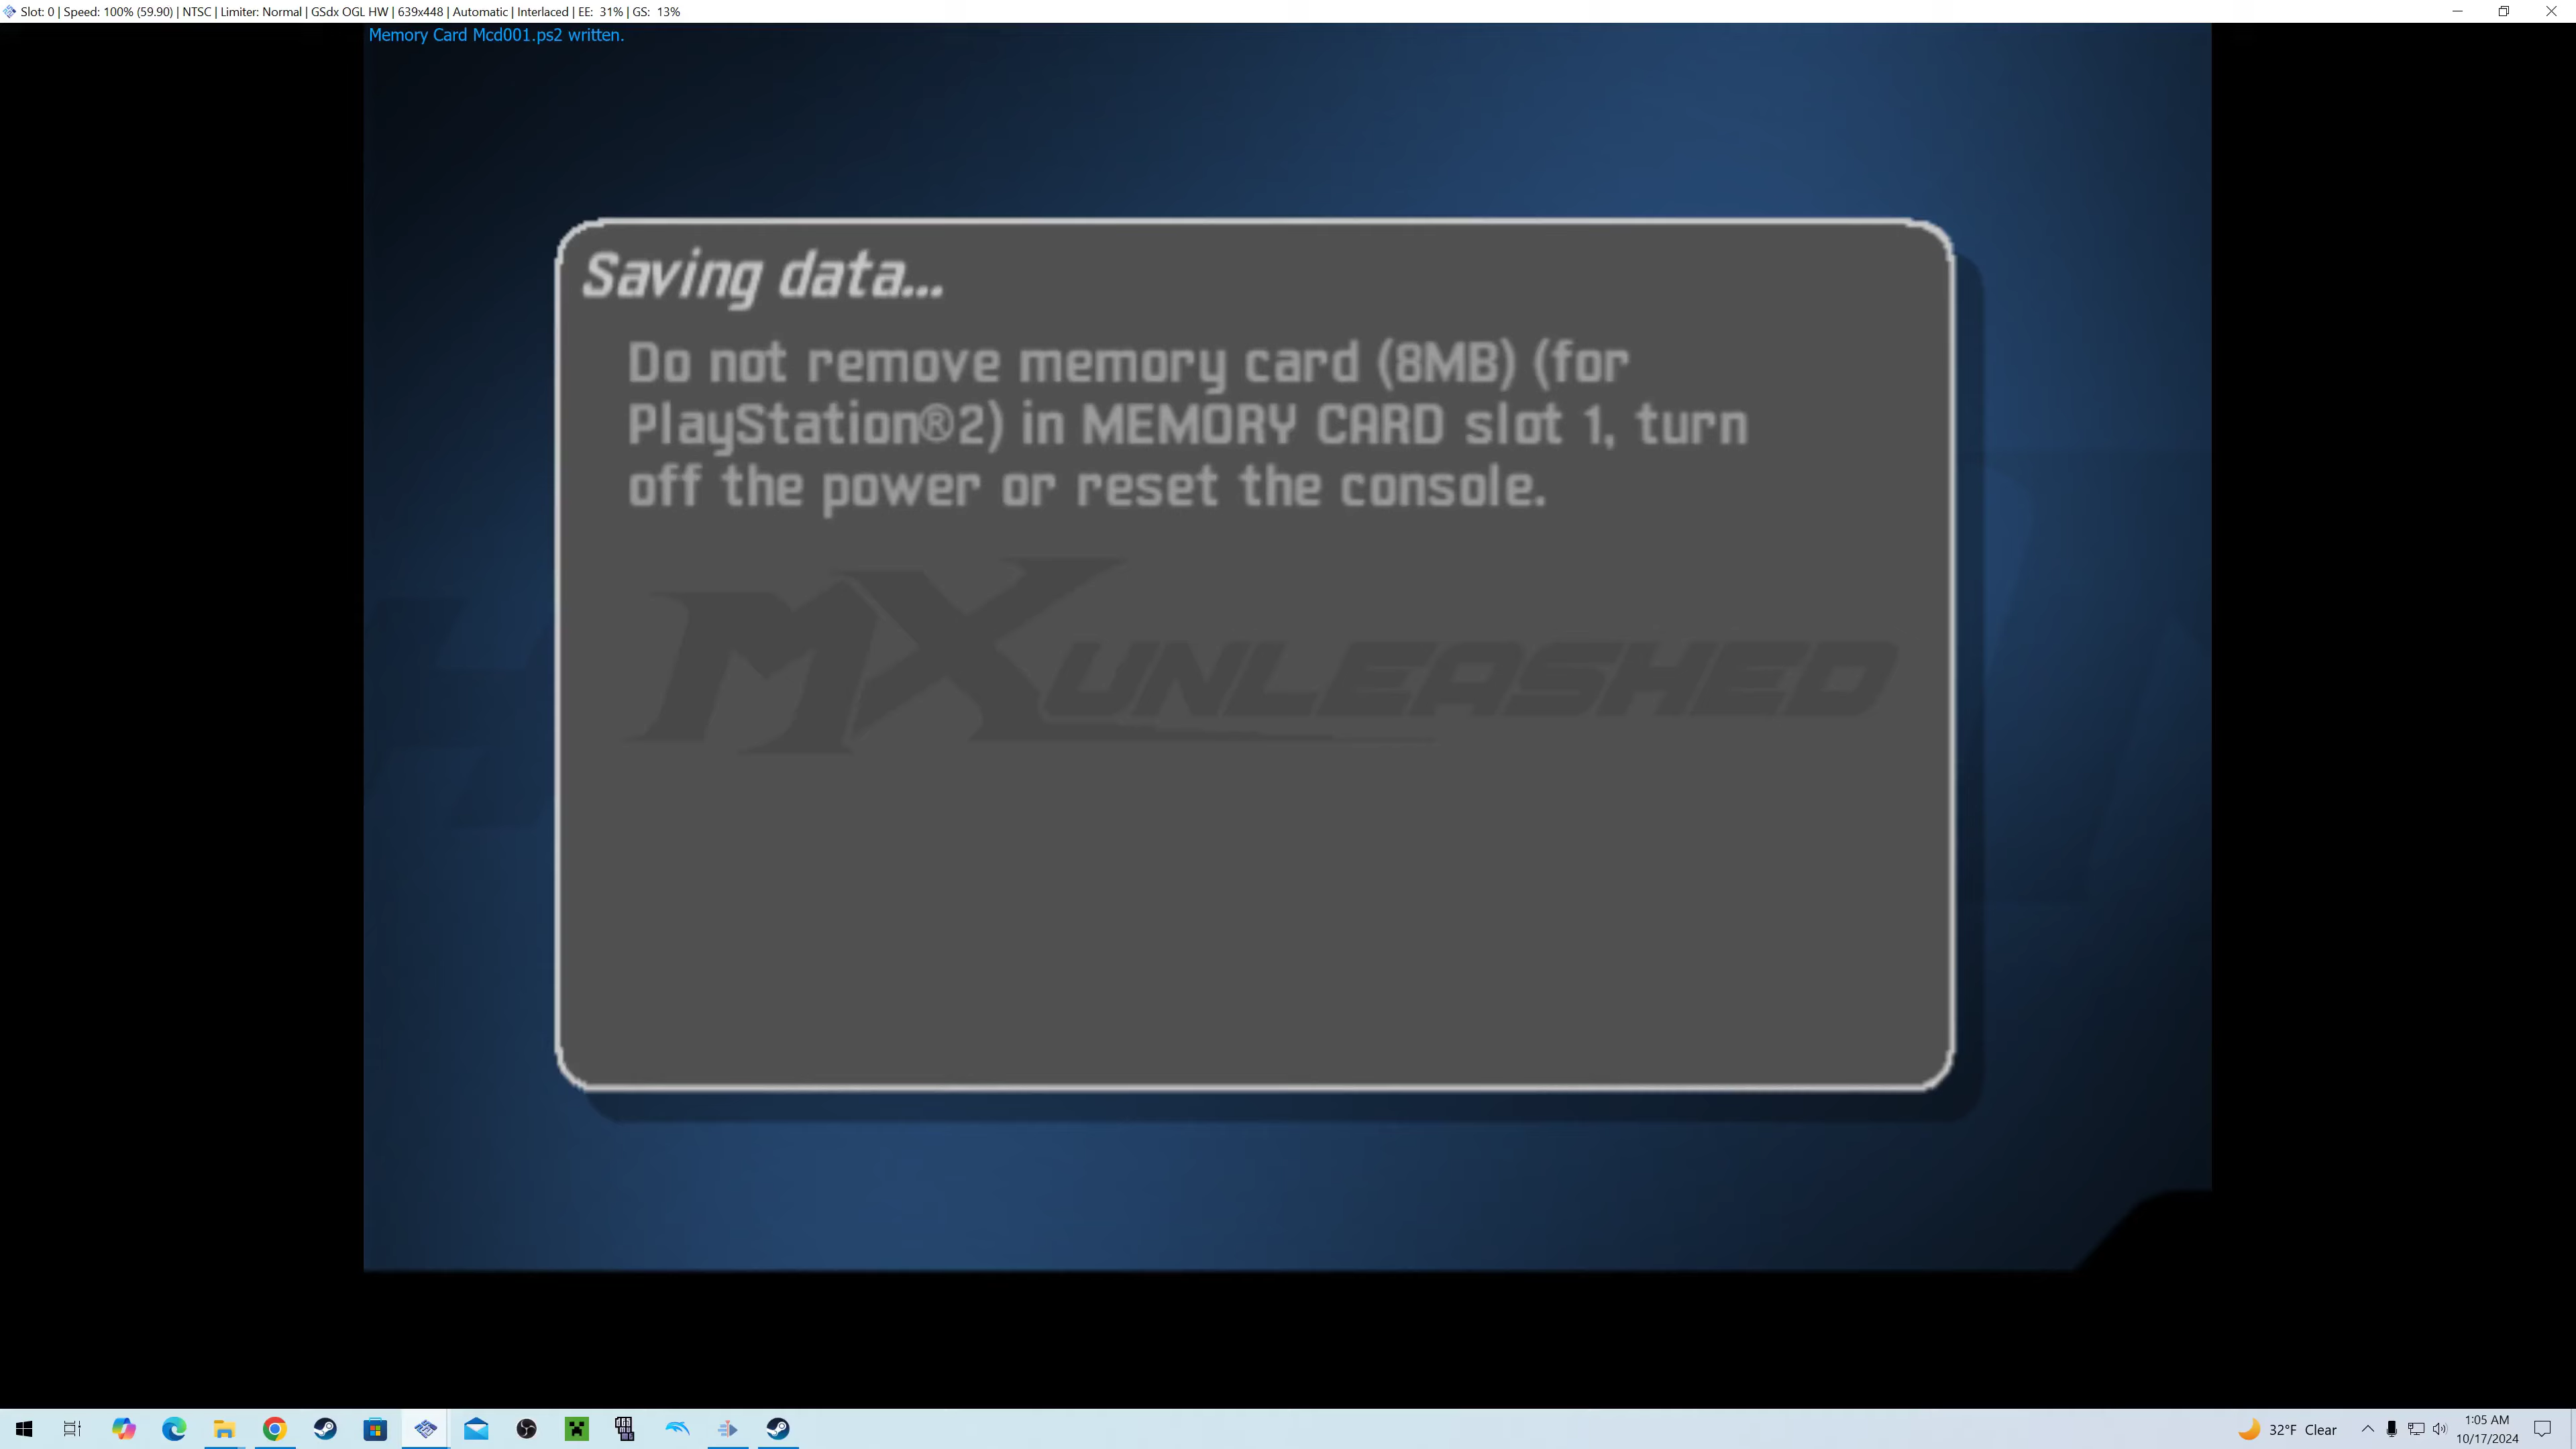 Slot: 0 | Speed: 100% (59.90) | NTSC | Limiter: Normal | GSdx OGL HW | 639x448 | Automatic | Interlaced | EE:  31% | GS:  13%
Memory Card Mcd001.ps2 written.
Saving data...
Do not remove memory card (8MB) (for
PlayStation®2) in MEMORY CARD slot 1, turn
off the power or reset the console.
MX UNLEASHED
32°F Clear
1:05 AM
10/17/2024